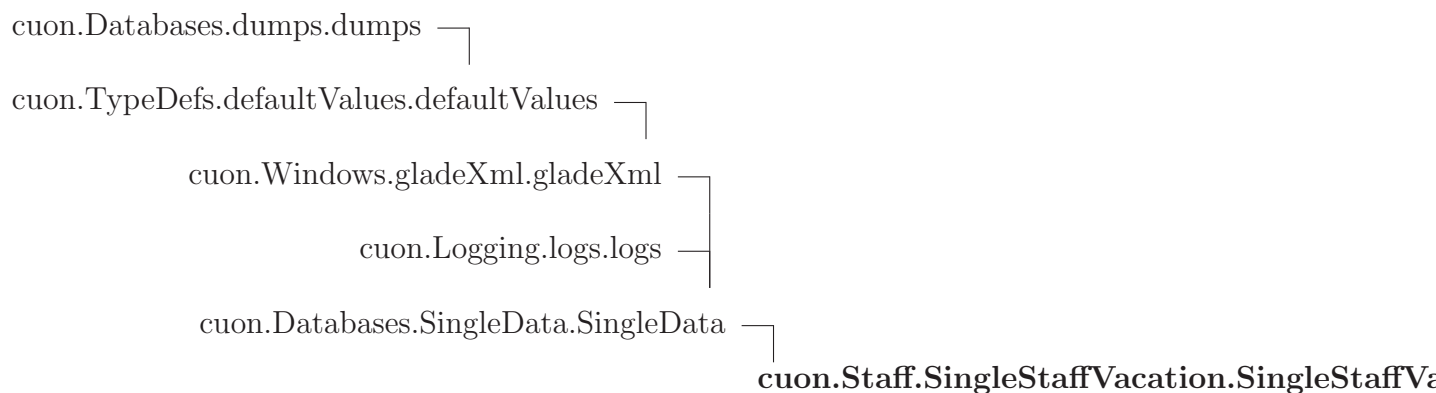 cuon.Databases.dumps.dumps
cuon.TypeDefs.defaultValues.defaultValues
cuon.Windows.gladeXml.gladeXml
cuon.Logging.logs.logs
cuon.Databases.SingleData.SingleData
cuon.Staff.SingleStaffVacation.SingleStaffVa